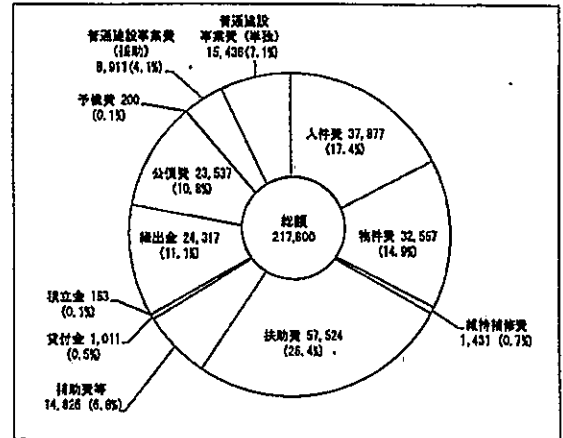 普通建設
事業費(単独)
15,436(7.1%)
普通建設事業費
(補助)
8,911(4.1%)
予備費 200
(0.1%)
人件費 37,877
(17.4%)
公債費 23,537
(10.8%)
総額
217,800
物件費 32,567
(14.9%)
繰出金 24,317
(11.1%)
積立金 163
(0.1%)
貸付金 1,011
(0.5%)
扶助費 57,524
(26.4%)
維持補修費
1,431 (0.7%)
補助費等
14,826 (6.8%)